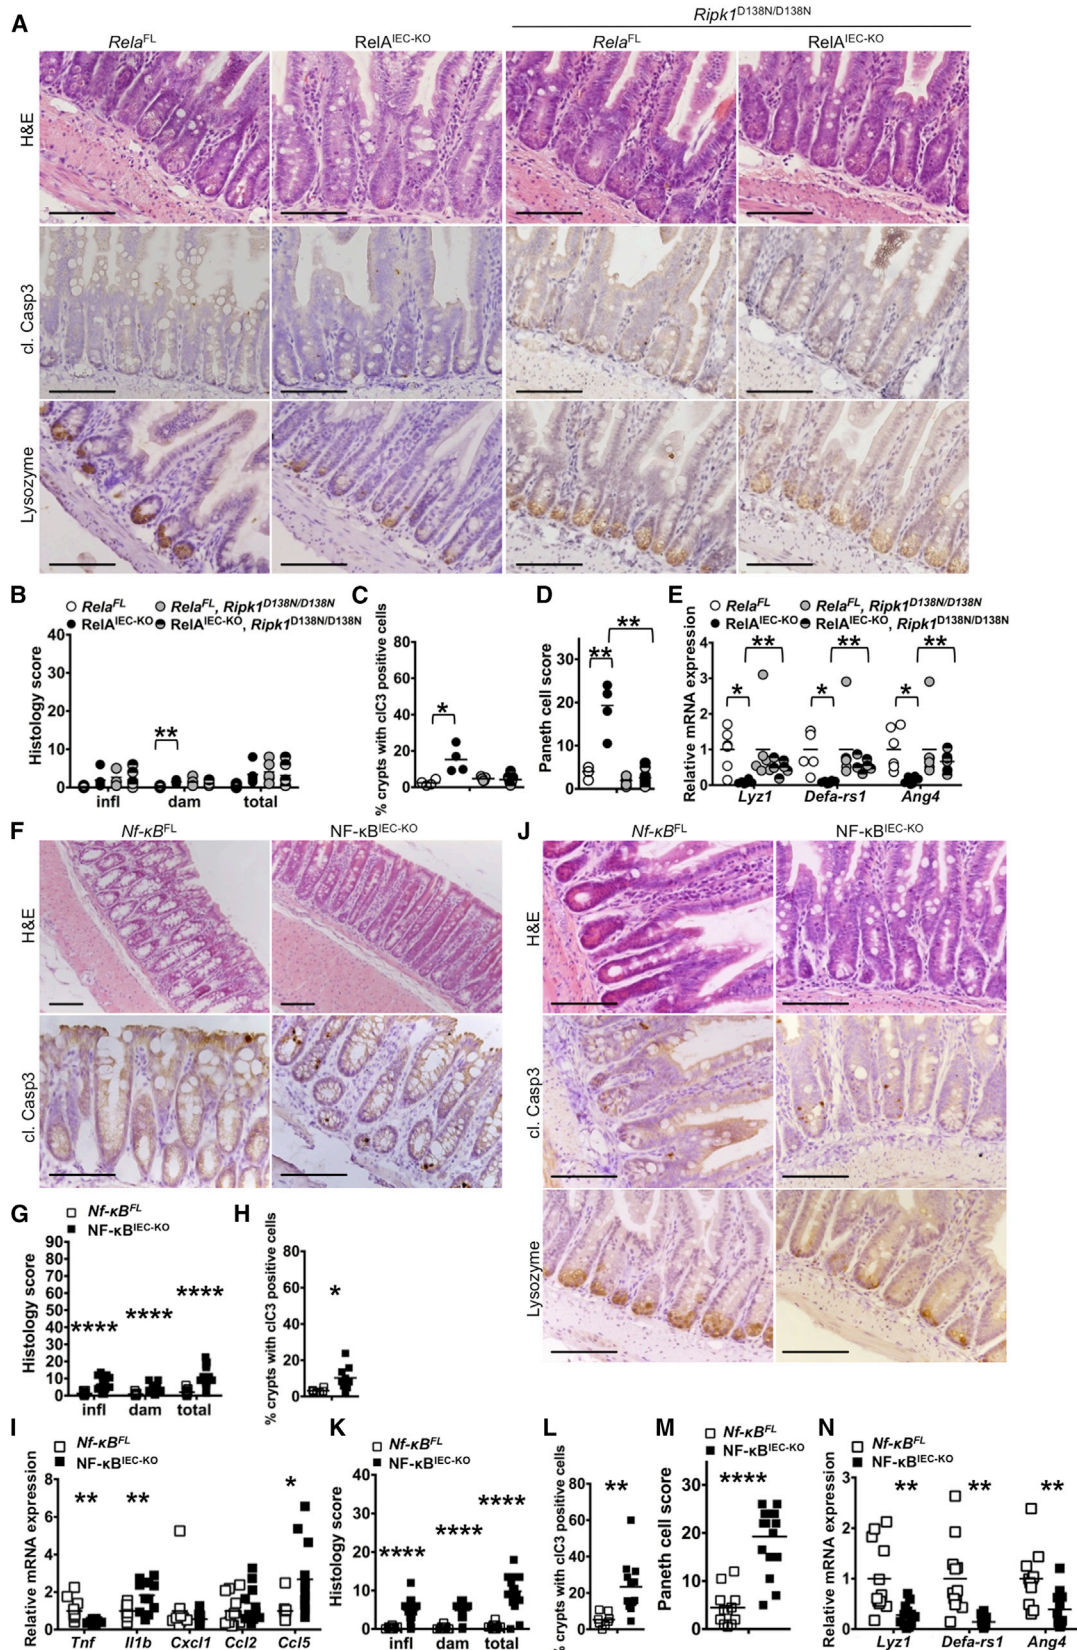 A
Ripk1D138N/D138N
RelaFL
RelAIEC-KO
RelaFL
RelAIEC-KO
H&E
cl. Casp3
Lysozyme
B
RelaFL
RelaFL, Ripk1D138N/D138N
RelAIEC-KO
RelAIEC-KO, Ripk1D138N/D138N
Histology score
40
30
20
10
0
**
infl
dam
total
C
% crypts with clC3 positive cells
80
60
40
20
0
*
D
Paneth cell score
30
20
10
0
**
**
E
RelaFL
RelaFL, Ripk1D138N/D138N
RelAIEC-KO
RelAIEC-KO, Ripk1D138N/D138N
Relative mRNA expression
4
3
2
1
0
*
**
*
**
*
**
Lyz1
Defa-rs1
Ang4
F
Nf-κBFL
NF-κBIEC-KO
H&E
cl. Casp3
G
Nf-κBFL
NF-κBIEC-KO
Histology score
90
80
70
60
50
40
30
20
10
0
****
****
****
infl
dam
total
H
% crypts with clC3 positive cells
80
60
40
20
0
*
J
Nf-κBFL
NF-κBIEC-KO
H&E
cl. Casp3
Lysozyme
I
Nf-κBFL
NF-κBIEC-KO
Relative mRNA expression
8
6
4
2
0
**
**
*
Tnf
Il1b
Cxcl1
Ccl2
Ccl5
K
Nf-κBFL
NF-κBIEC-KO
Histology score
40
30
20
10
0
****
****
****
infl
dam
total
L
% crypts with clC3 positive cells
80
60
40
20
0
**
M
Nf-κBFL
NF-κBIEC-KO
Paneth cell score
30
20
10
0
****
N
Nf-κBFL
NF-κBIEC-KO
Relative mRNA expression
3
2
1
0
**
**
**
Lyz1
Defa-rs1
Ang4